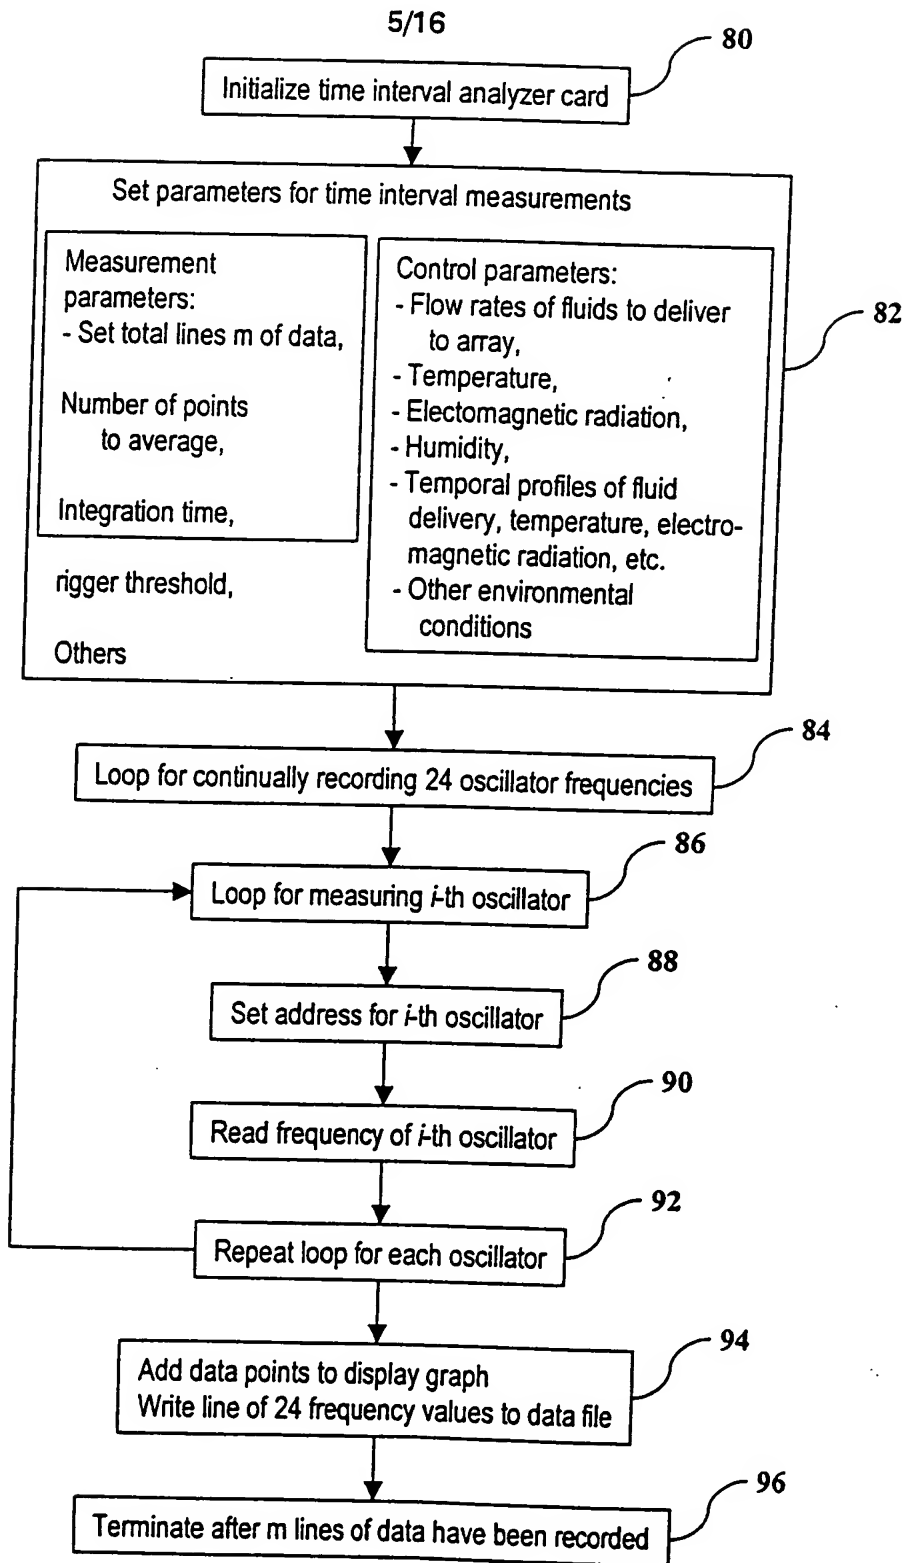 5/16
80
Initialize time interval analyzer card
Set parameters for time interval measurements
Measurement
parameters:
- Set total lines m of data,
Number of points
to average,
Integration time,
rigger threshold,
Others
Control parameters:
- Flow rates of fluids to deliver
to array,
- Temperature,
- Electomagnetic radiation,
- Humidity,
- Temporal profiles of fluid
delivery, temperature, electro-
magnetic radiation, etc.
- Other environmental
conditions
82
84
Loop for continually recording 24 oscillator frequencies
86
Loop for measuring i-th oscillator
88
Set address for i-th oscillator
90
Read frequency of i-th oscillator
92
Repeat loop for each oscillator
94
Add data points to display graph
Write line of 24 frequency values to data file
96
Terminate after m lines of data have been recorded